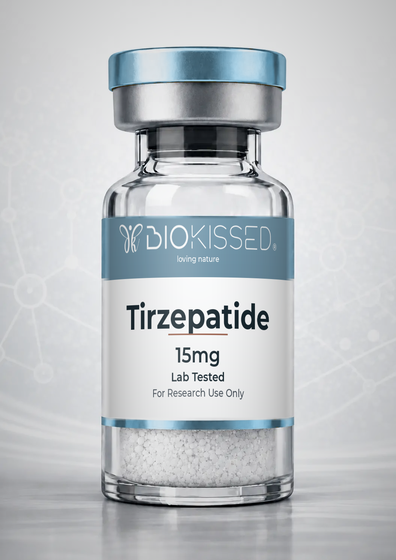 BIOKISSED®
loving nature
Tirzepatide
15mg
Lab Tested
For Research Use Only